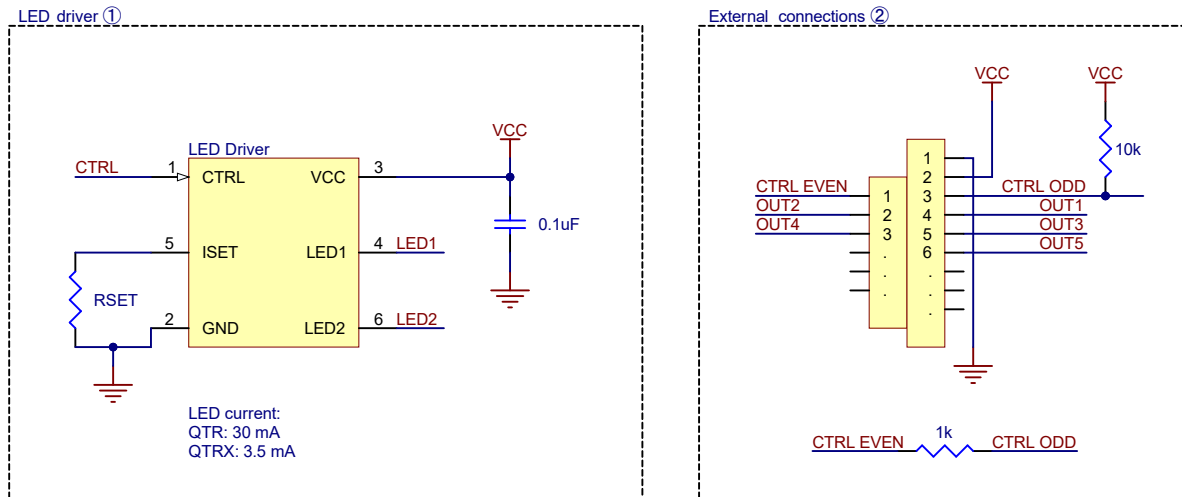 LED driver ①
LED Driver
CTRL
1
CTRL
VCC
3
VCC
0.1uF
5
ISET
LED1
4
LED1
RSET
2
GND
LED2
6
LED2
LED current:
QTR: 30 mA
QTRX: 3.5 mA
External connections ②
VCC
VCC
10k
CTRL EVEN
OUT2
OUT4
1
2
3
.
.
.
1
2
3
4
5
6
.
.
.
CTRL ODD
OUT1
OUT3
OUT5
1k
CTRL EVEN
CTRL ODD